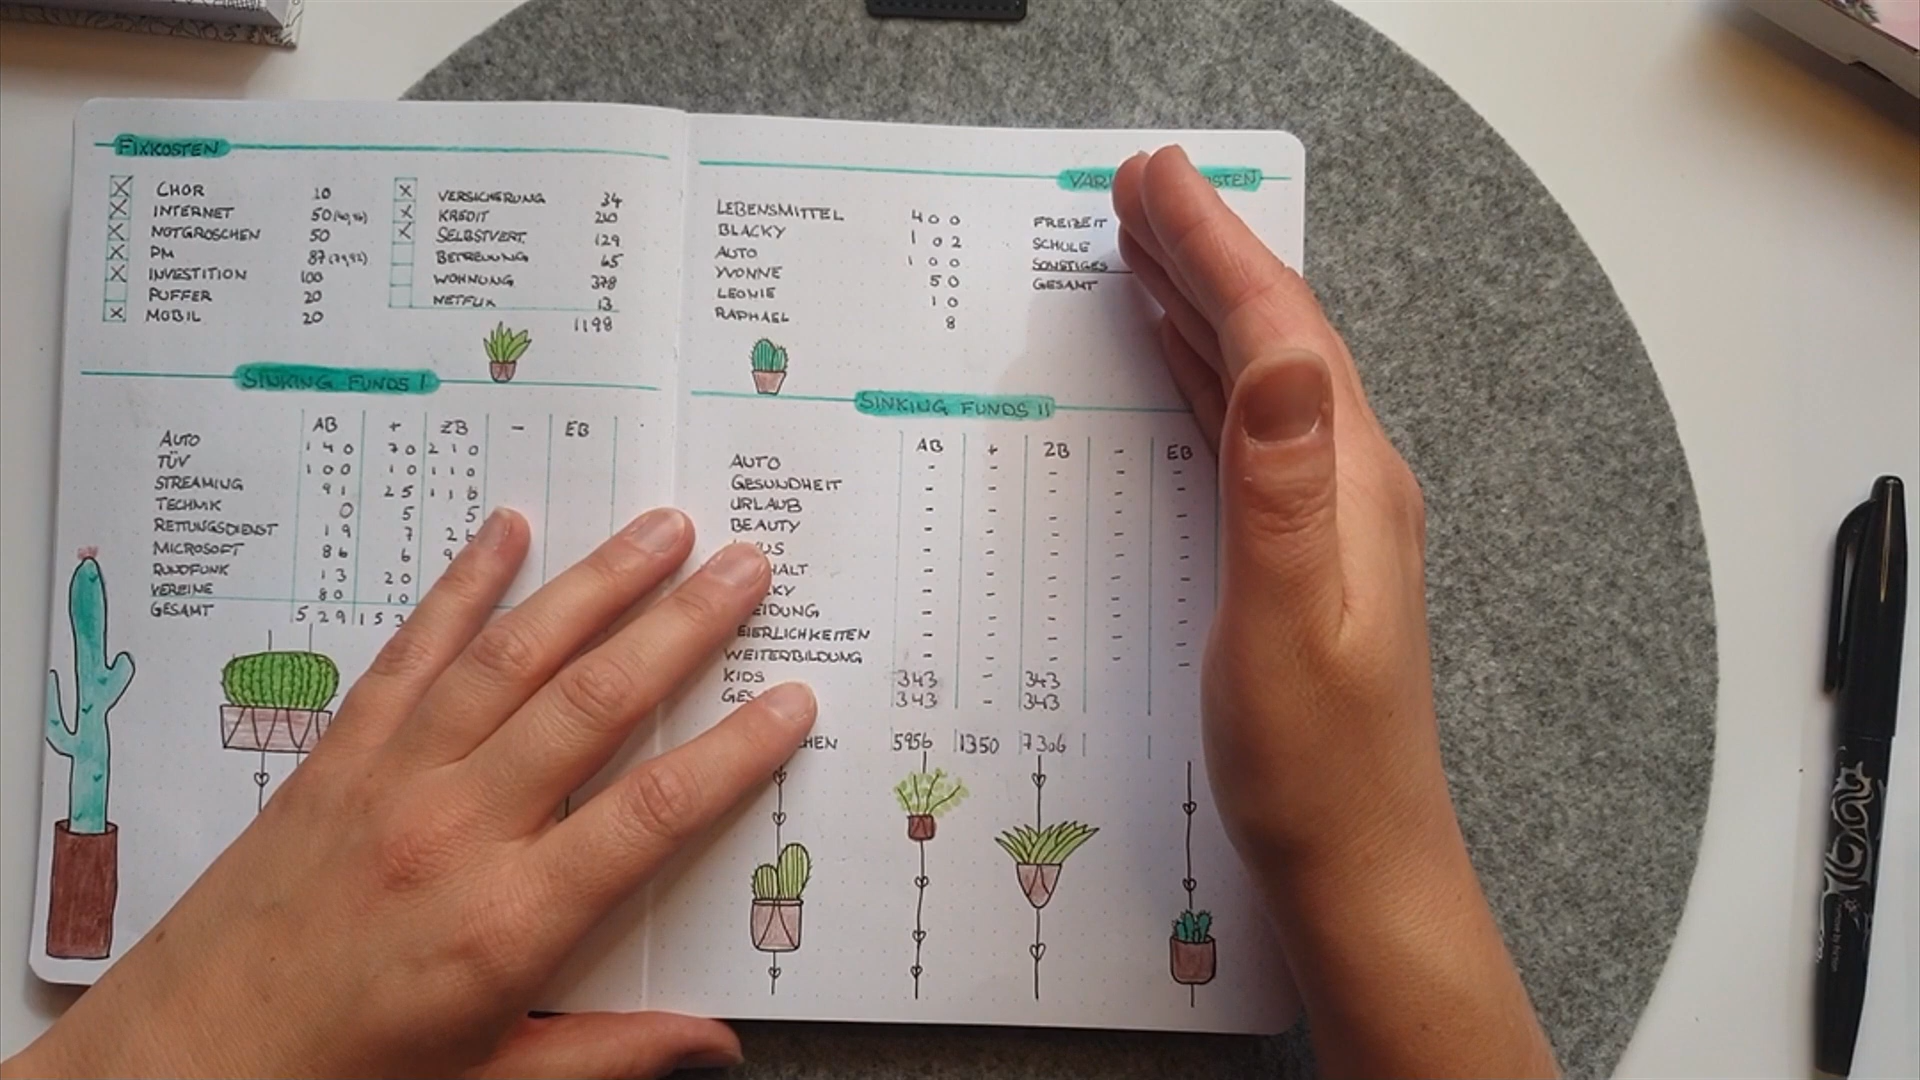 FIXKOSTEN
CHOR 10
INTERNET 50
NOTGROSCHEN 50
PM 87
INVESTITION 100
PUFFER 20
MOBIL 20
VERSICHERUNG 34
KREDIT
SELBSTVERT. 129
BETREUUNG 65
WOHNUNG 378
NETFLIX 13
1198
LEBENSMITTEL 400
BLACKY 102
AUTO 100
YVONNE 50
LEONIE 10
RAPHAEL 8
FREIZEIT
SCHULE
SONSTIGES
GESAMT
SINKING FUNDS I
AB + ZB - EB
AUTO 140 70 210
TÜV 100 10 110
STREAMING 91 25 116
TECHNIK 0 5 5
RETTUNGSDIENST 19 7 26
MICROSOFT 86 6
RUNDFUNK 13 20
VEREINE 80 10
GESAMT 529 153
SINKING FUNDS II
AB + ZB - EB
AUTO - - - - -
GESUNDHEIT - - - - -
URLAUB - - - - -
BEAUTY - - - - -
- - - - -
- - - - -
- - - - -
- - - - -
- - - - -
WEITERBILDUNG - - - - -
KIDS 343 - 343
343 - 343
5956 1350 7306